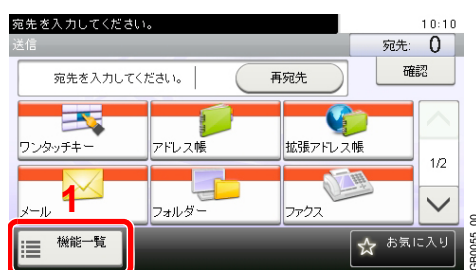 宛先を入力してください。
10:10
送信
宛先: 0
宛先を入力してください。
再宛先
確認
ワンタッチキー
アドレス帳
拡張アドレス帳
1/2
メール
1
フォルダー
ファクス
機能一覧
お気に入り
GB0055_00